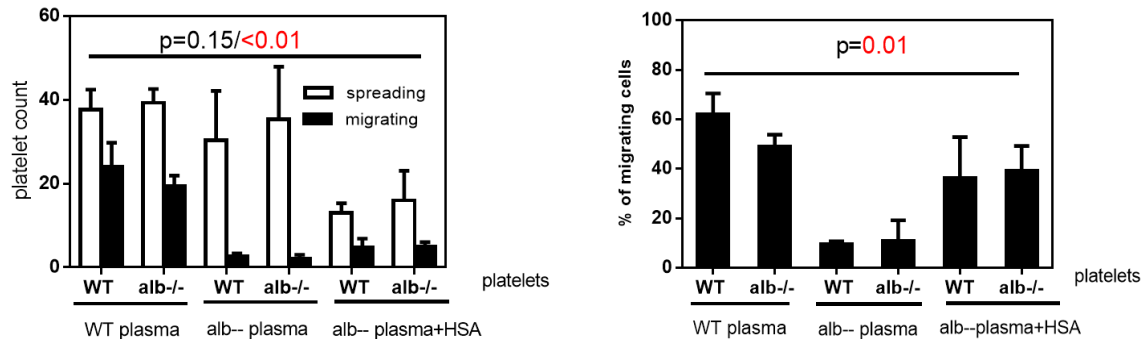 60
40
20
0
platelet count
p=0.15/<0.01
spreading
migrating
WT alb-/- WT alb-/- WT alb-/- platelets
WT plasma alb-- plasma alb-- plasma+HSA
100
80
60
40
20
0
% of migrating cells
p=0.01
WT alb-/- WT alb-/- WT alb-/- platelets
WT plasma alb-- plasma alb--plasma+HSA